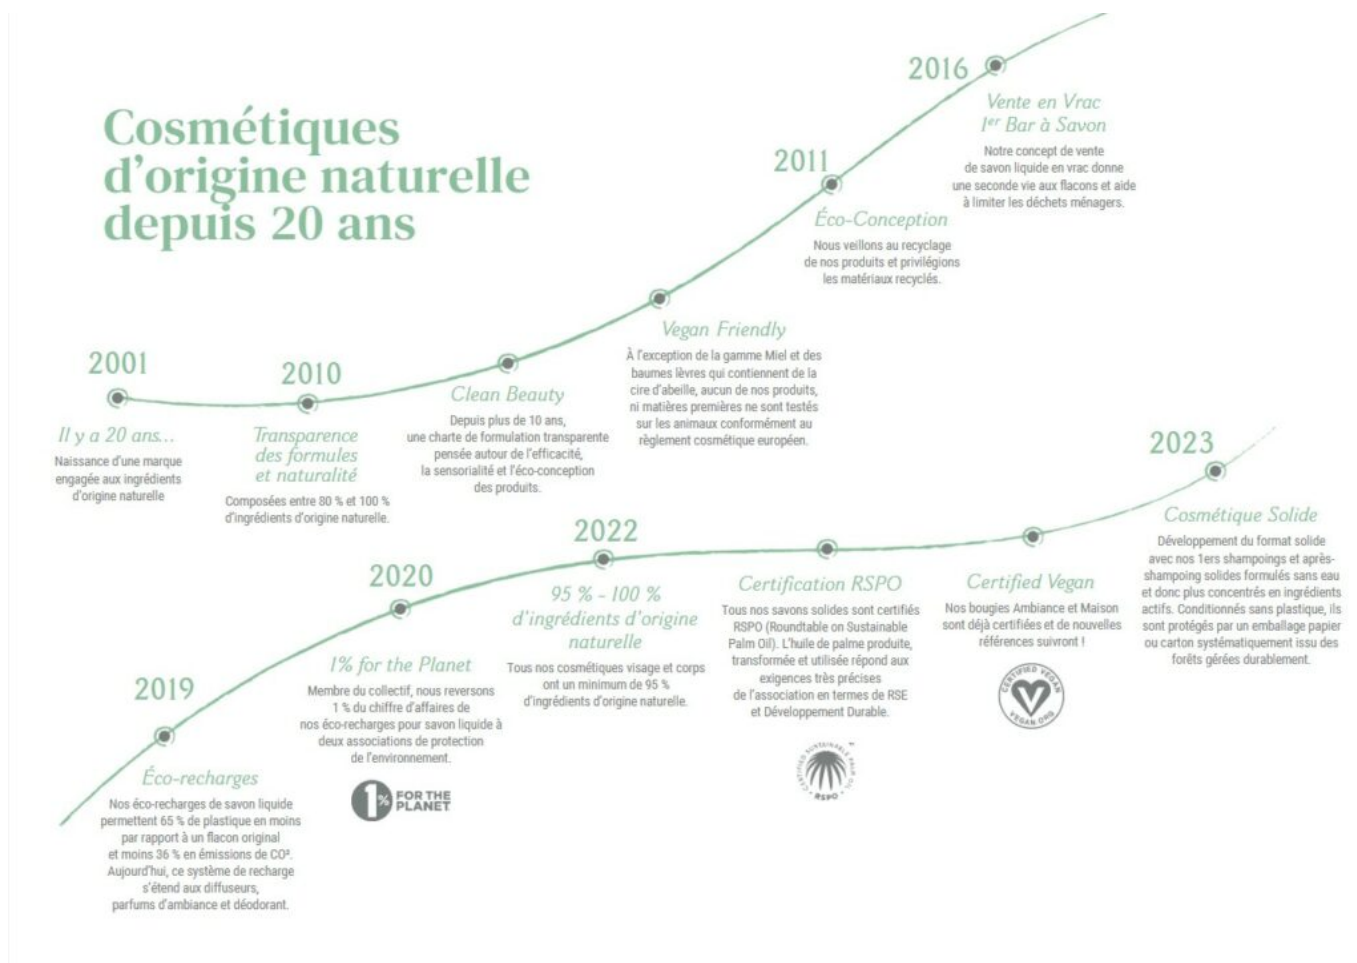 Cosmétiques
d'origine naturelle
depuis 20 ans
2001
Il y a 20 ans...
Naissance d'une marque
engagée aux ingrédients
d'origine naturelle
2010
Transparence
des formules
et naturalité
Composées entre 80 % et 100 %
d'ingrédients d'origine naturelle.
Clean Beauty
Depuis plus de 10 ans,
une charte de formulation transparente
pensée autour de l'efficacité,
la sensorialité et l'éco-conception
des produits.
Vegan Friendly
À l'exception de la gamme Miel et des
baumes lèvres qui contiennent de la
cire d'abeille, aucun de nos produits,
ni matières premières ne sont testés
sur les animaux conformément au
règlement cosmétique européen.
2011
Éco-Conception
Nous veillons au recyclage
de nos produits et privilégions
les matériaux recyclés.
2016
Vente en Vrac
1er Bar à Savon
Notre concept de vente
de savon liquide en vrac donne
une seconde vie aux flacons et aide
à limiter les déchets ménagers.
2019
Éco-recharges
Nos éco-recharges de savon liquide
permettent 65 % de plastique en moins
par rapport à un flacon original
et moins 36 % en émissions de CO².
Aujourd'hui, ce système de recharge
s'étend aux diffuseurs,
parfums d'ambiance et déodorant.
2020
1% for the Planet
Membre du collectif, nous reversons
1 % du chiffre d'affaires de
nos éco-recharges pour savon liquide à
deux associations de protection
de l'environnement.
1% FOR THE
PLANET
2022
95 % - 100 %
d'ingrédients d'origine
naturelle
Tous nos cosmétiques visage et corps
ont un minimum de 95 %
d'ingrédients d'origine naturelle.
Certification RSPO
Tous nos savons solides sont certifiés
RSPO (Roundtable on Sustainable
Palm Oil). L'huile de palme produite,
transformée et utilisée répond aux
exigences très précises
de l'association en termes de RSE
et Développement Durable.
CERTIFIED SUSTAINABLE PALM OIL
RSPO
Certified Vegan
Nos bougies Ambiance et Maison
sont déjà certifiées et de nouvelles
références suivront !
CERTIFIED VEGAN
VEGAN.ORG
2023
Cosmétique Solide
Développement du format solide
avec nos 1ers shampoings et après-
shampoing solides formulés sans eau
et donc plus concentrés en ingrédients
actifs. Conditionnés sans plastique, ils
sont protégés par un emballage papier
ou carton systématiquement issu des
forêts gérées durablement.